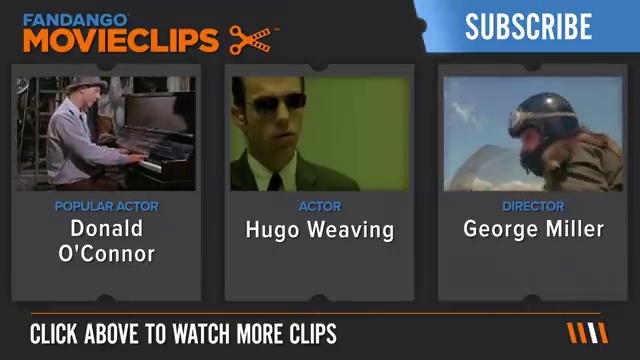 FANDANGO
MOVIECLIPS
SUBSCRIBE
POPULAR ACTOR
Donald
O'Connor
ACTOR
Hugo Weaving
DIRECTOR
George Miller
CLICK ABOVE TO WATCH MORE CLIPS